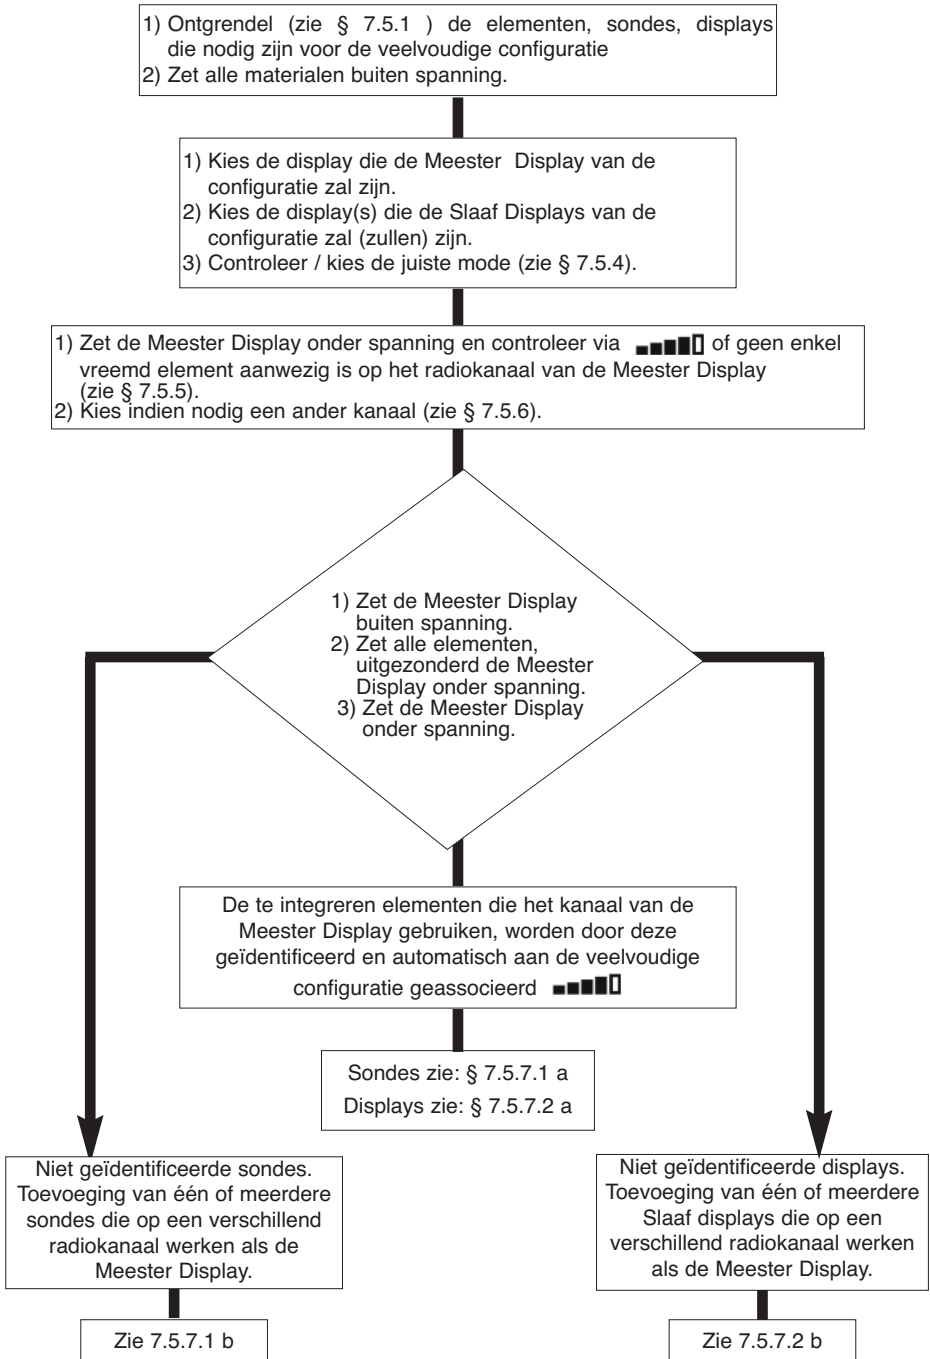 1) Ontgrendel (zie § 7.5.1 ) de elementen, sondes, displays
die nodig zijn voor de veelvoudige configuratie
2) Zet alle materialen buiten spanning.
1) Kies de display die de Meester Display van de
configuratie zal zijn.
2) Kies de display(s) die de Slaaf Displays van de
configuratie zal (zullen) zijn.
3) Controleer / kies de juiste mode (zie § 7.5.4).
1) Zet de Meester Display onder spanning en controleer via of geen enkel
vreemd element aanwezig is op het radiokanaal van de Meester Display
(zie § 7.5.5).
2) Kies indien nodig een ander kanaal (zie § 7.5.6).
1) Zet de Meester Display
buiten spanning.
2) Zet alle elementen,
uitgezonderd de Meester
Display onder spanning.
3) Zet de Meester Display
onder spanning.
De te integreren elementen die het kanaal van de
Meester Display gebruiken, worden door deze
geïdentificeerd en automatisch aan de veelvoudige
configuratie geassocieerd
Sondes zie: § 7.5.7.1 a
Displays zie: § 7.5.7.2 a
Niet geïdentificeerde sondes.
Toevoeging van één of meerdere
sondes die op een verschillend
radiokanaal werken als de
Meester Display.
Zie 7.5.7.1 b
Niet geïdentificeerde displays.
Toevoeging van één of meerdere
Slaaf displays die op een
verschillend radiokanaal werken
als de Meester Display.
Zie 7.5.7.2 b